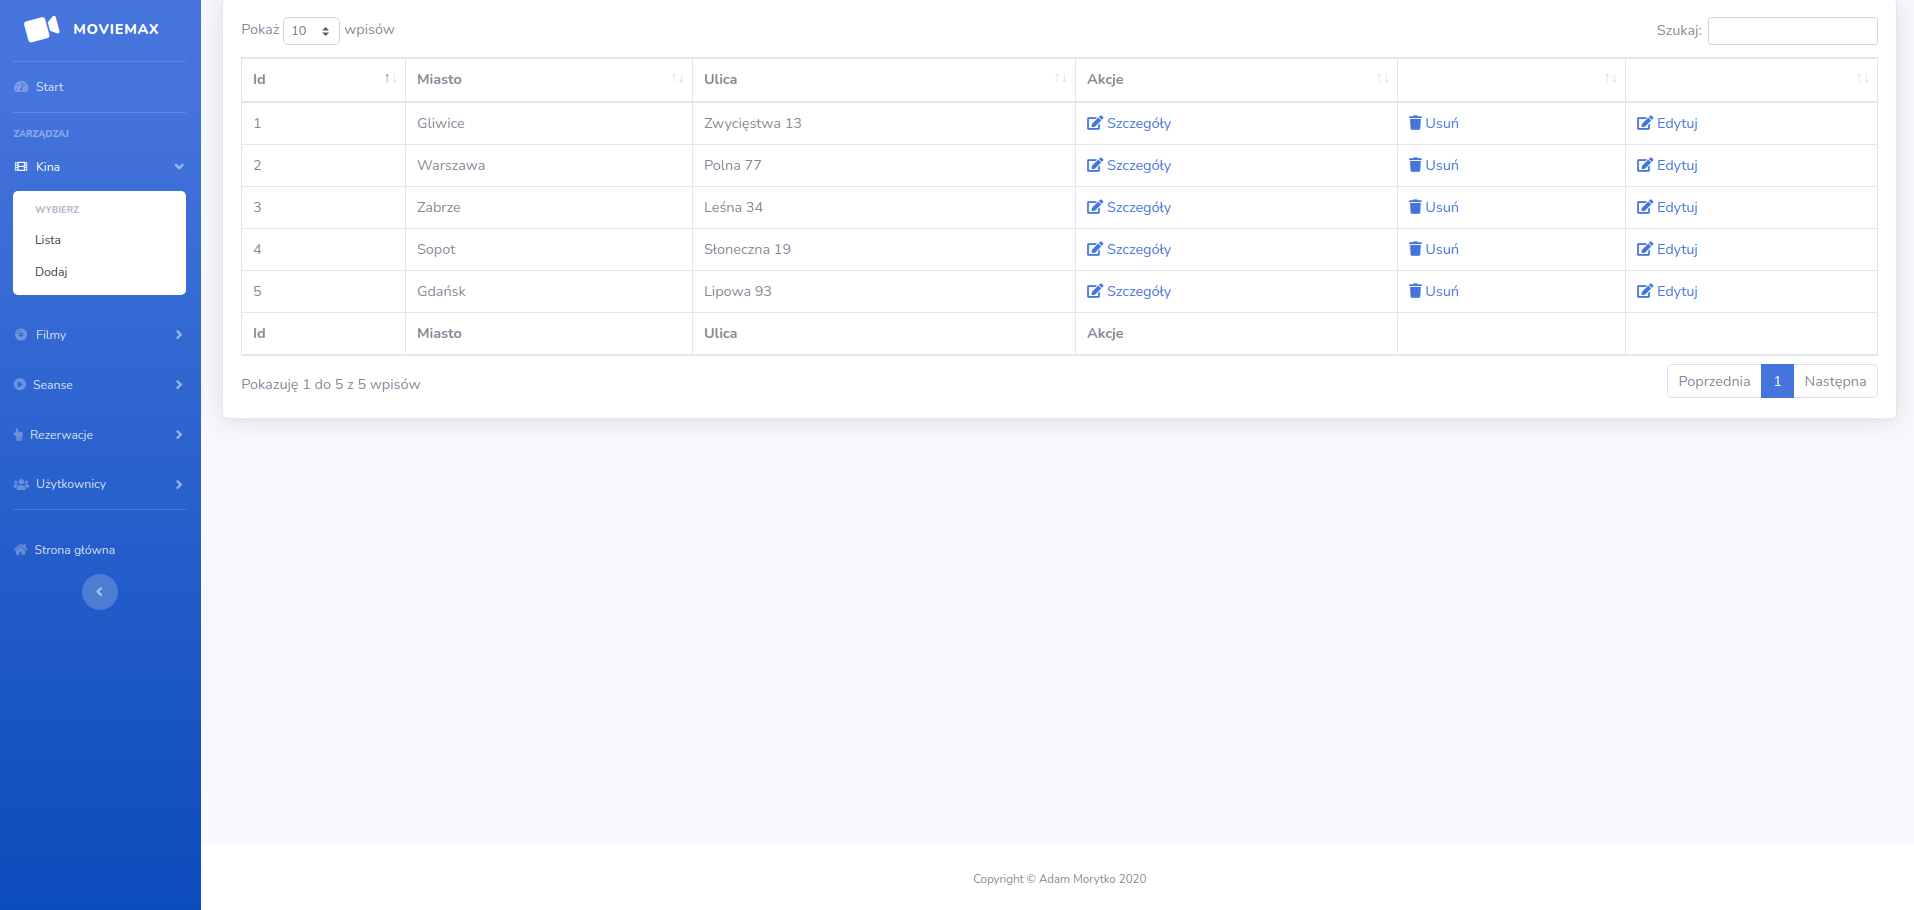 MOVIEMAX
Start
ZARZĄDZAJ
Kina
WYBIERZ
Lista
Dodaj
Filmy
Seanse
Rezerwacje
Użytkownicy
Strona główna
Pokaż 10 wpisów
Szukaj:
Id Miasto Ulica Akcje
1 Gliwice Zwycięstwa 13 Szczegóły Usuń Edytuj
2 Warszawa Polna 77 Szczegóły Usuń Edytuj
3 Zabrze Leśna 34 Szczegóły Usuń Edytuj
4 Sopot Słoneczna 19 Szczegóły Usuń Edytuj
5 Gdańsk Lipowa 93 Szczegóły Usuń Edytuj
Id Miasto Ulica Akcje
Pokazuję 1 do 5 z 5 wpisów
Poprzednia 1 Następna
Copyright © Adam Morytko 2020